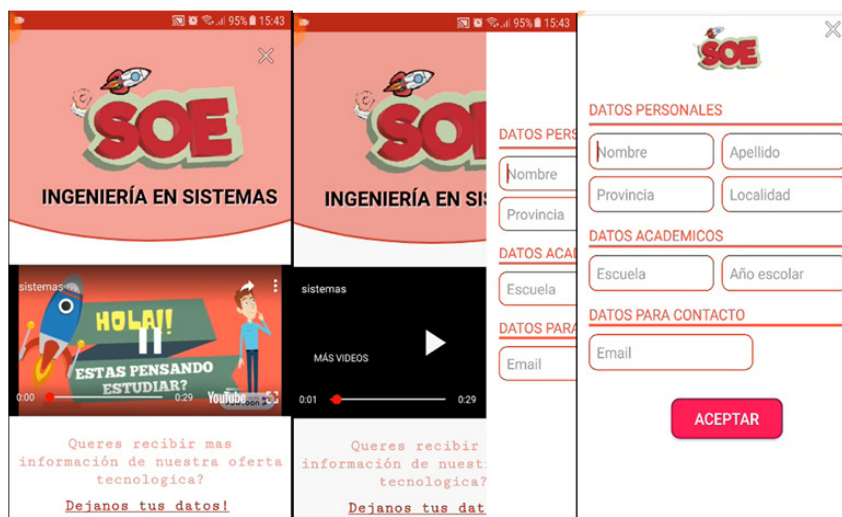 95% 15:43
SOE
INGENIERÍA EN SISTEMAS
sistemas
HOLA!!
ESTAS PENSANDO
ESTUDIAR?
0:00
0:29
YouTube
Queres recibir mas
información de nuestra oferta
tecnologica?
Dejanos tus datos!
95% 15:43
SOE
INGENIERÍA EN SIS
sistemas
MÁS VIDEOS
0:01
0:29
Queres recibir
información de nuest
tecnologica?
Dejanos tus dat
DATOS PERS
Nombre
Provincia
DATOS ACA
Escuela
DATOS PARA
Email
SOE
DATOS PERSONALES
Nombre Apellido
Provincia Localidad
DATOS ACADEMICOS
Escuela Año escolar
DATOS PARA CONTACTO
Email
ACEPTAR